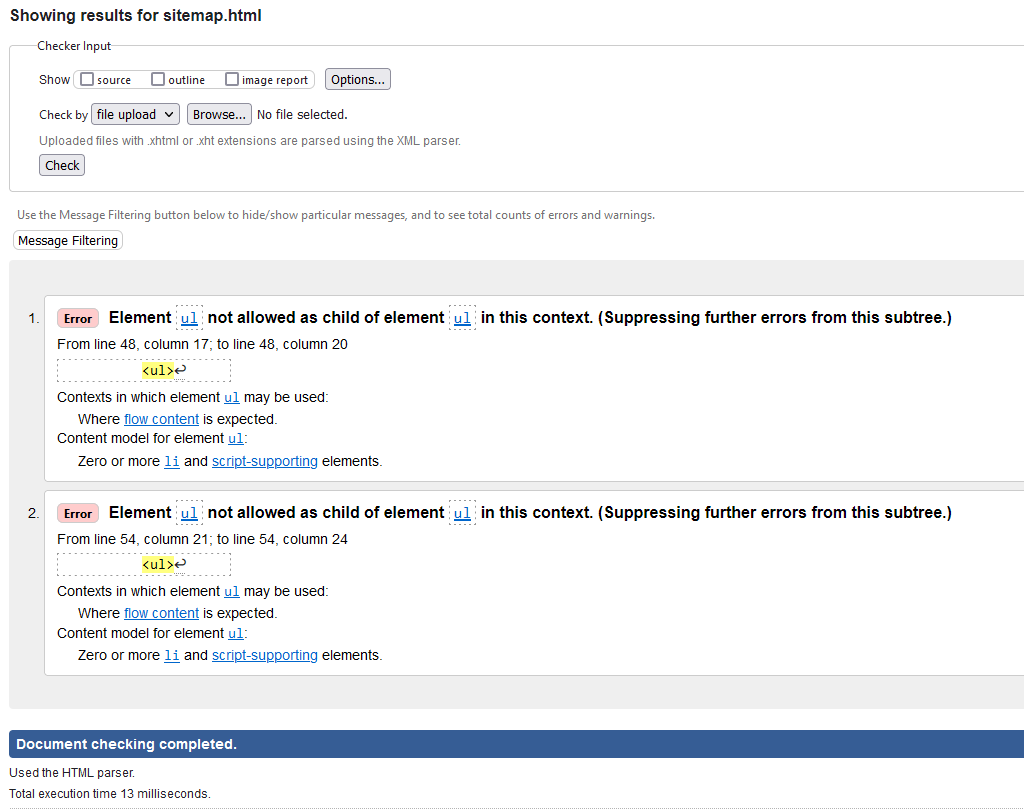 Showing results for sitemap.html
Checker Input
Show source outline image report Options...
Check by file upload Browse... No file selected.
Uploaded files with .xhtml or .xht extensions are parsed using the XML parser.
Check
Use the Message Filtering button below to hide/show particular messages, and to see total counts of errors and warnings.
Message Filtering
1. Error Element ul not allowed as child of element ul in this context. (Suppressing further errors from this subtree.)
From line 48, column 17; to line 48, column 20
<ul>↩
Contexts in which element ul may be used:
Where flow content is expected.
Content model for element ul:
Zero or more li and script-supporting elements.
2. Error Element ul not allowed as child of element ul in this context. (Suppressing further errors from this subtree.)
From line 54, column 21; to line 54, column 24
<ul>↩
Contexts in which element ul may be used:
Where flow content is expected.
Content model for element ul:
Zero or more li and script-supporting elements.
Document checking completed.
Used the HTML parser.
Total execution time 13 milliseconds.